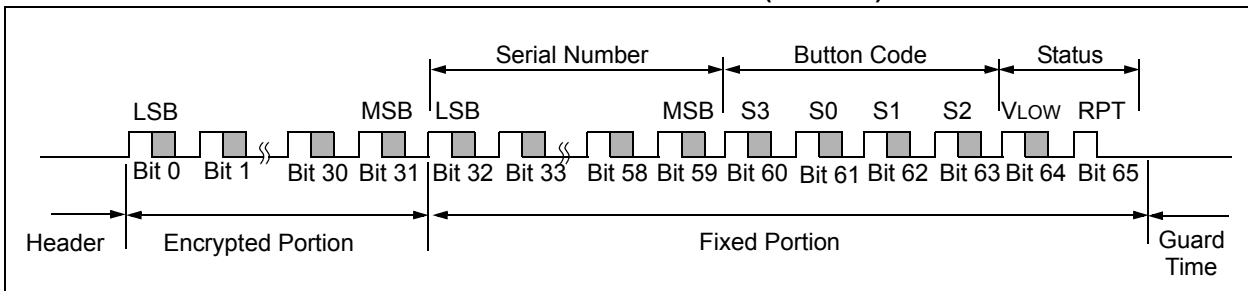 Serial Number Button Code Status
LSB MSB LSB MSB S3 S0 S1 S2 VLOW RPT
Bit 0 Bit 1 Bit 30 Bit 31 Bit 32 Bit 33 Bit 58 Bit 59 Bit 60 Bit 61 Bit 62 Bit 63 Bit 64 Bit 65
Header Encrypted Portion Fixed Portion Guard
Time